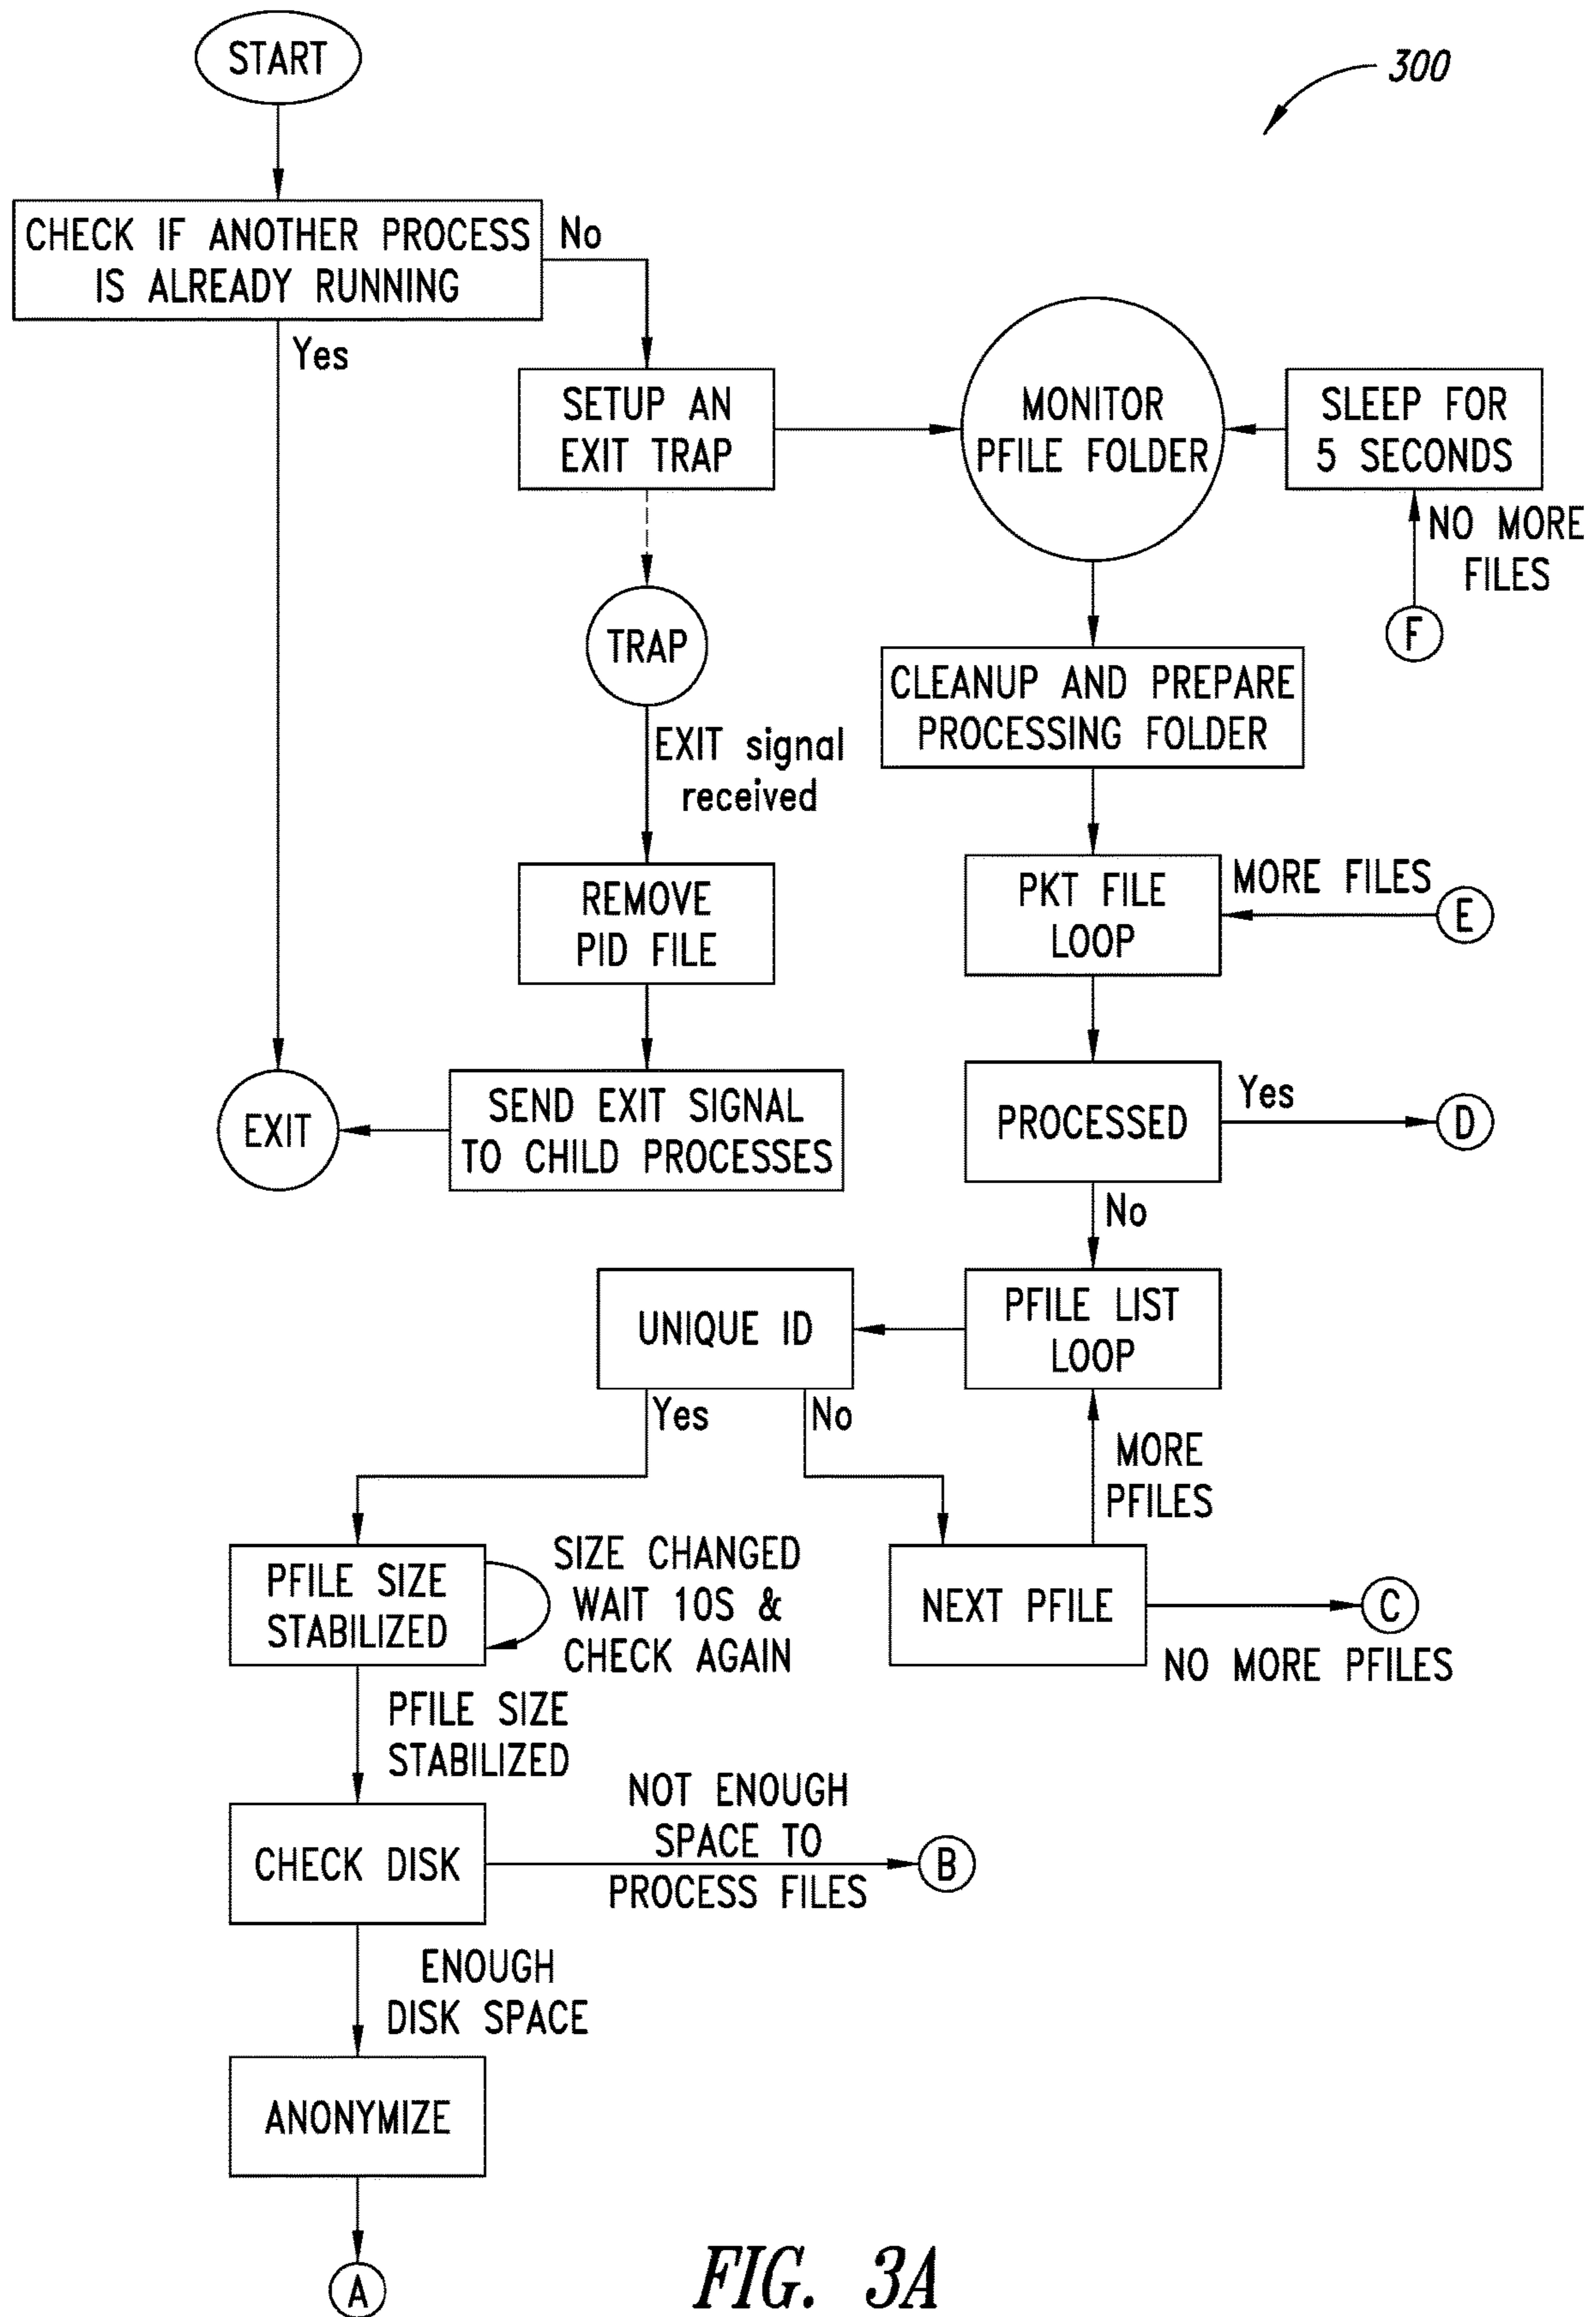 START
300
CHECK IF ANOTHER PROCESS
IS ALREADY RUNNING
No
Yes
SETUP AN
EXIT TRAP
MONITOR
PFILE FOLDER
SLEEP FOR
5 SECONDS
NO MORE
FILES
F
TRAP
CLEANUP AND PREPARE
PROCESSING FOLDER
EXIT signal
received
REMOVE
PID FILE
PKT FILE
LOOP
MORE FILES
E
EXIT
SEND EXIT SIGNAL
TO CHILD PROCESSES
PROCESSED
Yes
D
No
UNIQUE ID
PFILE LIST
LOOP
Yes
No
MORE
PFILES
PFILE SIZE
STABILIZED
SIZE CHANGED
WAIT 10S &
CHECK AGAIN
NEXT PFILE
C
NO MORE PFILES
PFILE SIZE
STABILIZED
CHECK DISK
NOT ENOUGH
SPACE TO
PROCESS FILES
B
ENOUGH
DISK SPACE
ANONYMIZE
A
FIG. 3A